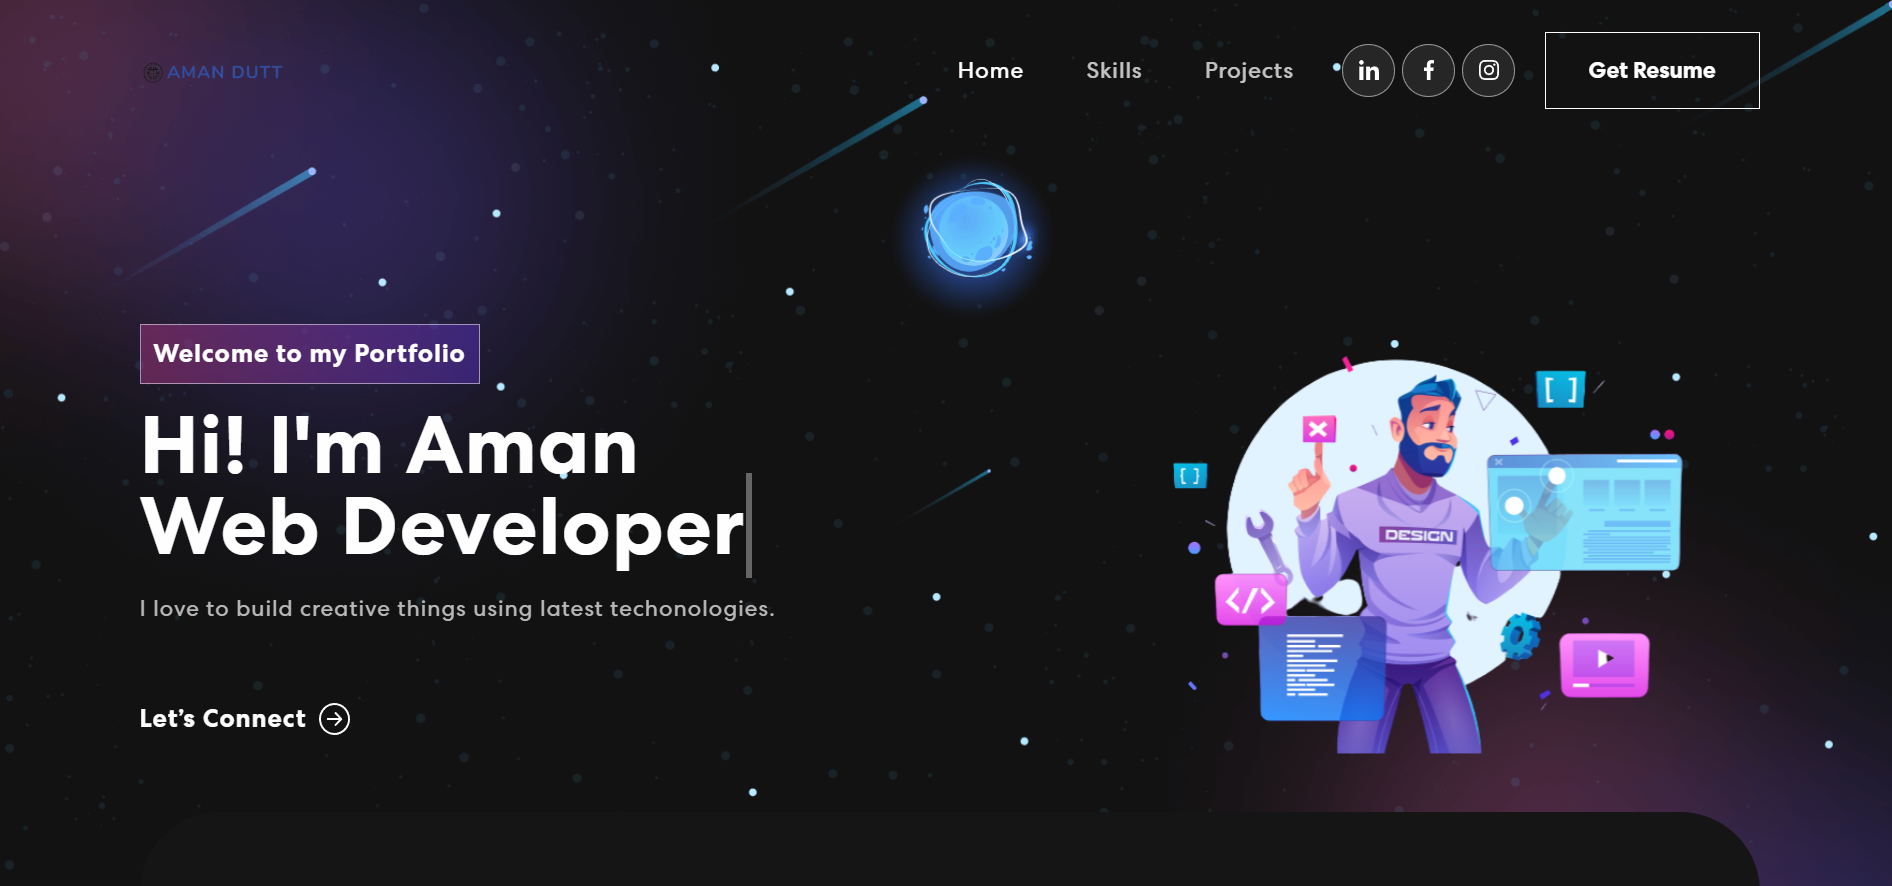 AMAN DUTT
Home
Skills
Projects
in
f
Get Resume
Welcome to my Portfolio
Hi! I'm Aman
Web Developer
I love to build creative things using latest techonologies.
Let’s Connect
[ ]
{ }
DESIGN
</>